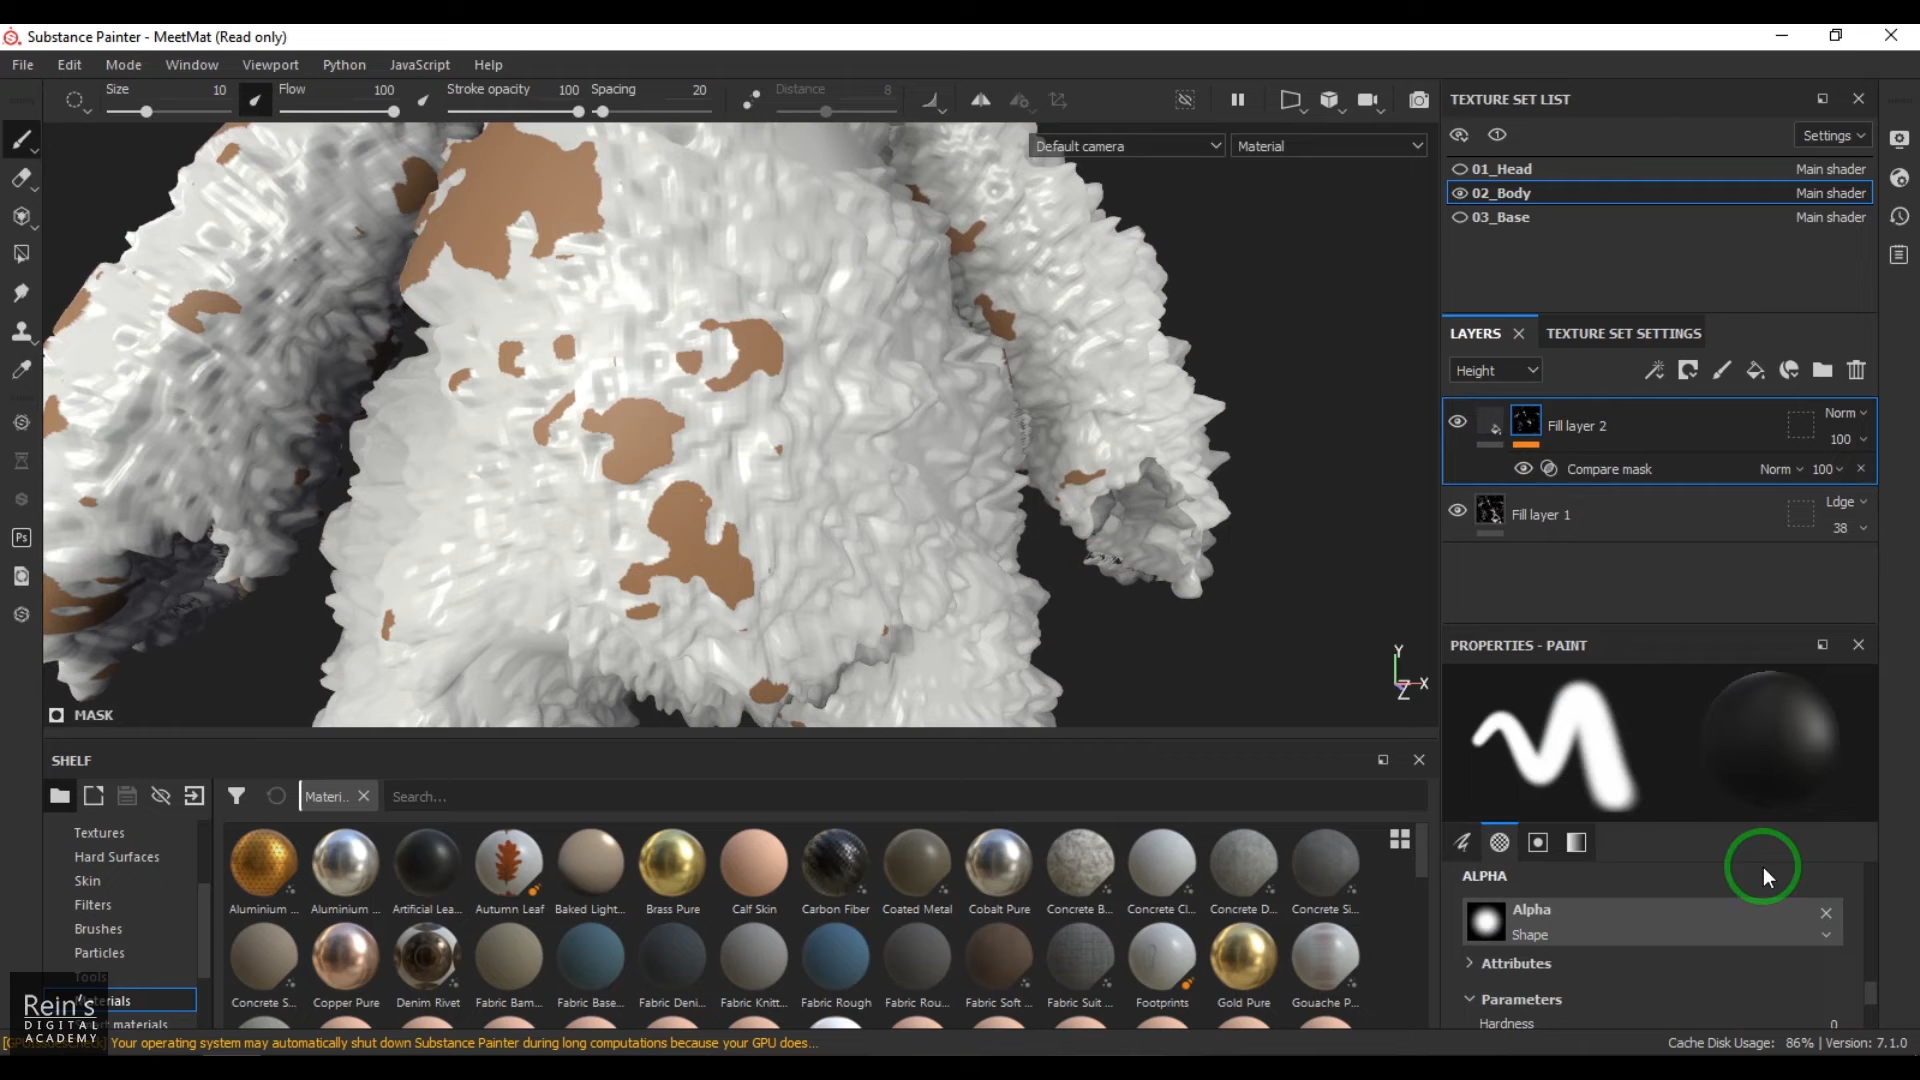 Substance Painter - MeetMat (Read only)
File Edit Mode Window Viewport Python JavaScript Help
Size 10 Flow 100 Stroke opacity 100 Spacing 20 Distance 8
Default camera Material
TEXTURE SET LIST
Settings
01_Head Main shader
02_Body Main shader
03_Base Main shader
LAYERS TEXTURE SET SETTINGS
Height
Fill layer 2 Norm 100
Compare mask Norm 100
Fill layer 1 Ldge 38
Y
X
Z
MASK
PROPERTIES - PAINT
ALPHA
Alpha
Shape
Attributes
Parameters
Hardness 0
Ps
SHELF
Materi.. Search...
Textures
Hard Surfaces
Skin
Filters
Brushes
Particles
Tools
aterials
materials
Aluminium ... Aluminium ... Artificial Lea... Autumn Leaf Baked Light... Brass Pure Calf Skin Carbon Fiber Coated Metal Cobalt Pure Concrete B... Concrete Cl... Concrete D... Concrete Si...
Concrete S... Copper Pure Denim Rivet Fabric Bam... Fabric Base... Fabric Deni... Fabric Knitt... Fabric Rough Fabric Rou... Fabric Soft ... Fabric Suit ... Footprints Gold Pure Gouache P...
Rein's
DIGITAL
ACADEMY
Your operating system may automatically shut down Substance Painter during long computations because your GPU does...
Cache Disk Usage: 86% | Version: 7.1.0